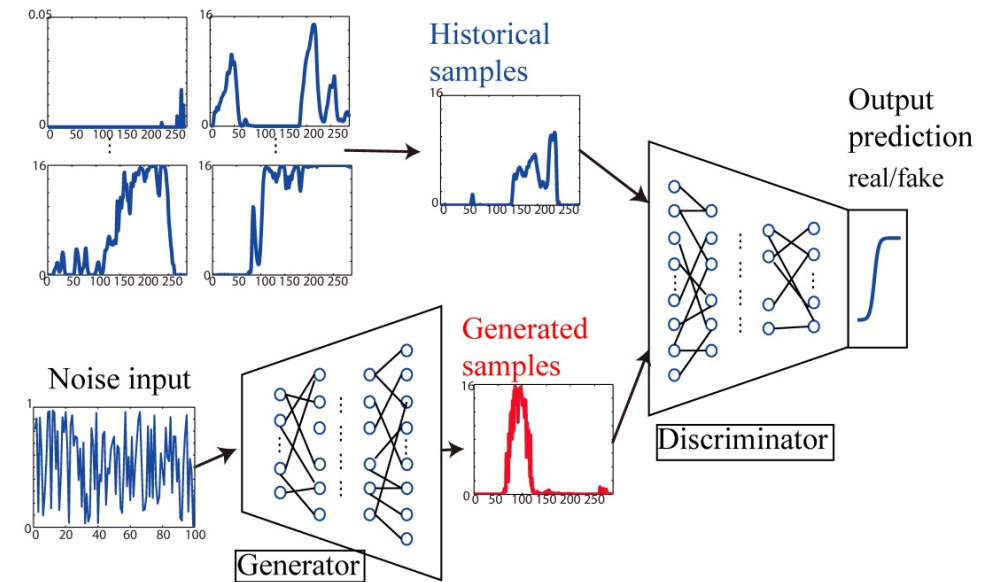 0.05
0
0 50 100 150 200 250
16
0
0 50 100 150 200 250
16
0
0 50 100 150 200 250
16
0
0 50 100 150 200 250
Historical
samples
16
0
0 50 100 150 200 250
Output
prediction
real/fake
Noise input
1
0
0 20 40 60 80 100
Generator
Generated
samples
16
0
0 50 100 150 200 250
Discriminator